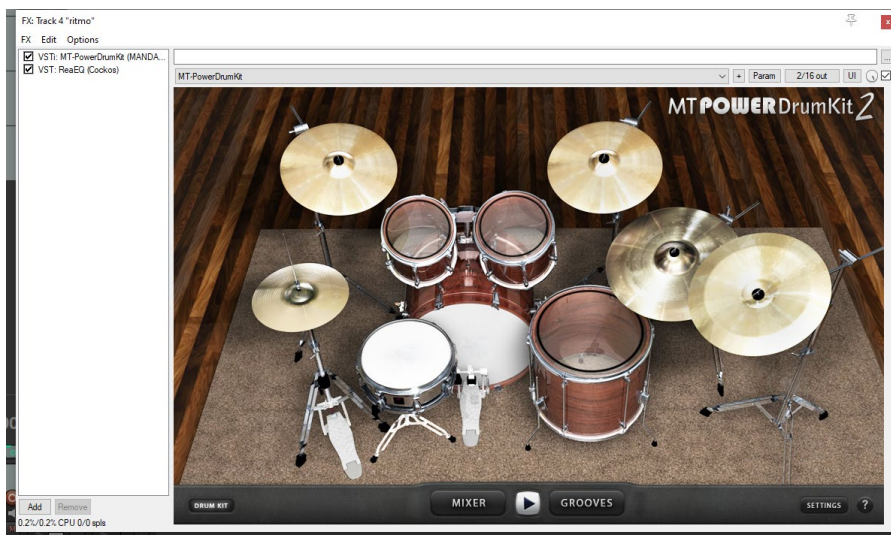 FX: Track 4 "ritmo"
FX Edit Options
VSTi: MT-PowerDrumKit (MANDA...
VST: ReaEQ (Cockos)
...
MT-PowerDrumKit + Param 2/16 out UI
MT POWER DrumKit 2
DRUM KIT MIXER GROOVES SETTINGS ?
Add Remove
0.2%/0.2% CPU 0/0 spls